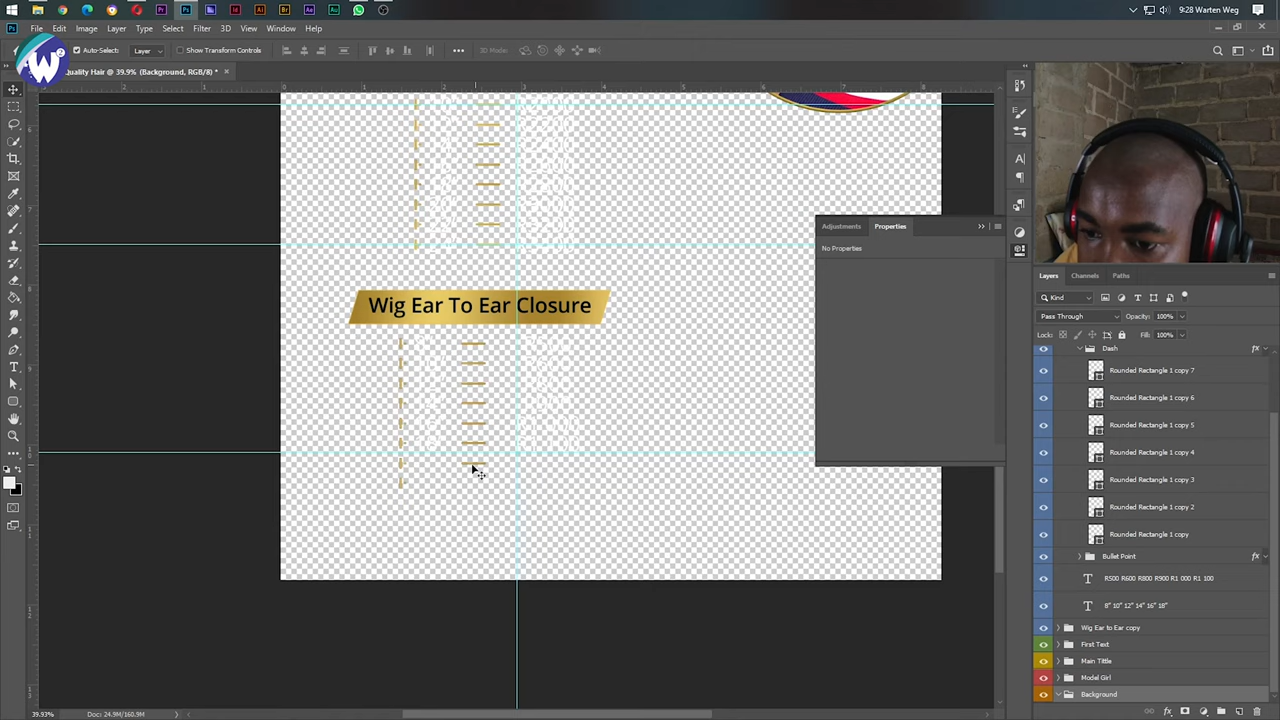 9:28 Warten Weg
File Edit Image Layer Type Select Filter 3D View Window Help
Auto-Select: Layer Show Transform Controls 3D Mode:
Quality Hair @ 39.9% (Background, RGB/8) *
Adjustments Properties
No Properties
Wig Ear To Ear Closure
Layers Channels Paths
Kind
Pass Through Opacity: 100%
Lock: Fill: 100%
Dash
Rounded Rectangle 1 copy 7
Rounded Rectangle 1 copy 6
Rounded Rectangle 1 copy 5
Rounded Rectangle 1 copy 4
Rounded Rectangle 1 copy 3
Rounded Rectangle 1 copy 2
Rounded Rectangle 1 copy
Bullet Point
R500 R600 R800 R900 R1 000 R1 100
8" 10" 12" 14" 16" 18"
Wig Ear to Ear copy
First Text
Main Tittle
Model Girl
Background
39.93% Doc: 24.9M/160.9M